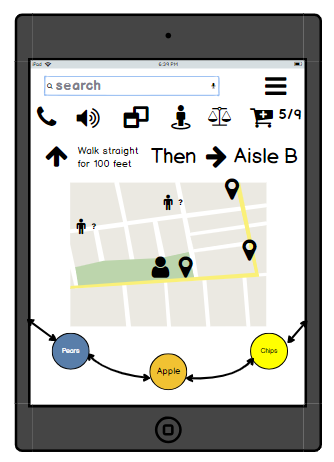 iPad 6:29 PM
search
5/9
Walk straight
for 100 feet
Then
Aisle B
?
?
Pears
Apple
Chips